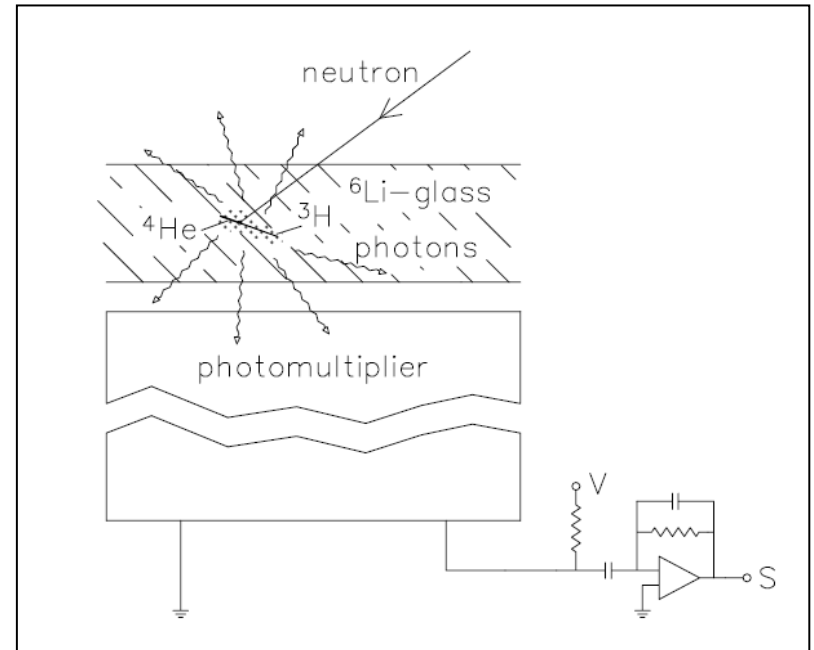 neutron
⁶Li-glass
⁴He
³H
photons
photomultiplier
V
S